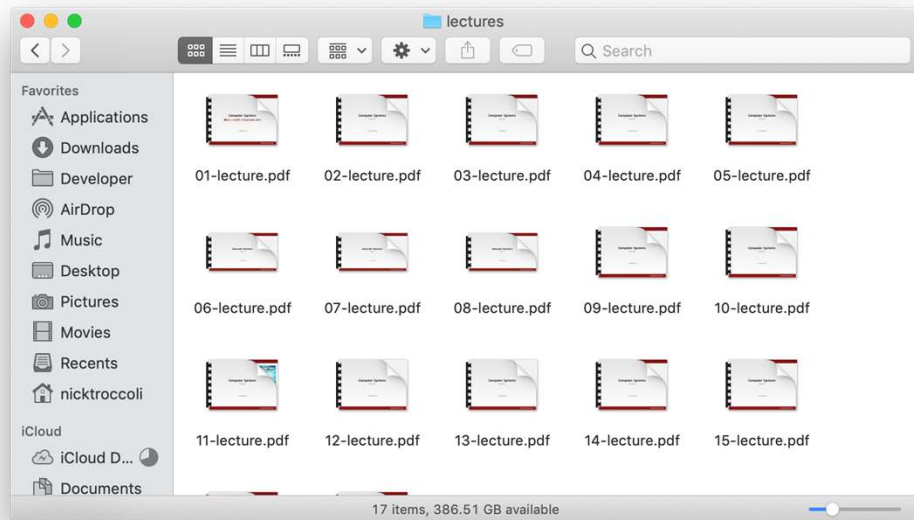 lectures
Search
Favorites
Applications
Downloads
Developer
AirDrop
Music
Desktop
Pictures
Movies
Recents
nicktroccoli
iCloud
iCloud D...
Documents
01-lecture.pdf 02-lecture.pdf 03-lecture.pdf 04-lecture.pdf 05-lecture.pdf
06-lecture.pdf 07-lecture.pdf 08-lecture.pdf 09-lecture.pdf 10-lecture.pdf
11-lecture.pdf 12-lecture.pdf 13-lecture.pdf 14-lecture.pdf 15-lecture.pdf
17 items, 386.51 GB available